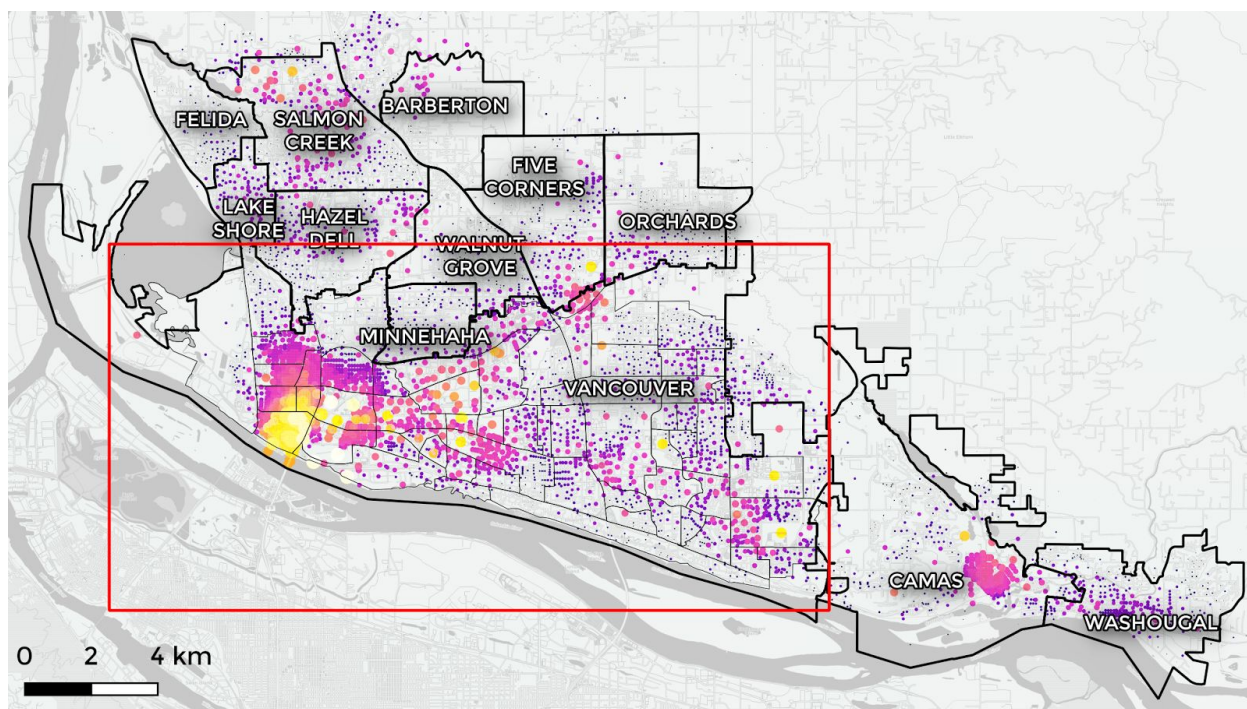 FELIDA
SALMON
CREEK
BARBERTON
FIVE
CORNERS
LAKE
SHORE
HAZEL
DELL
ORCHARDS
WALNUT
GROVE
MINNEHAHA
VANCOUVER
CAMAS
WASHOUGAL
0 2 4 km